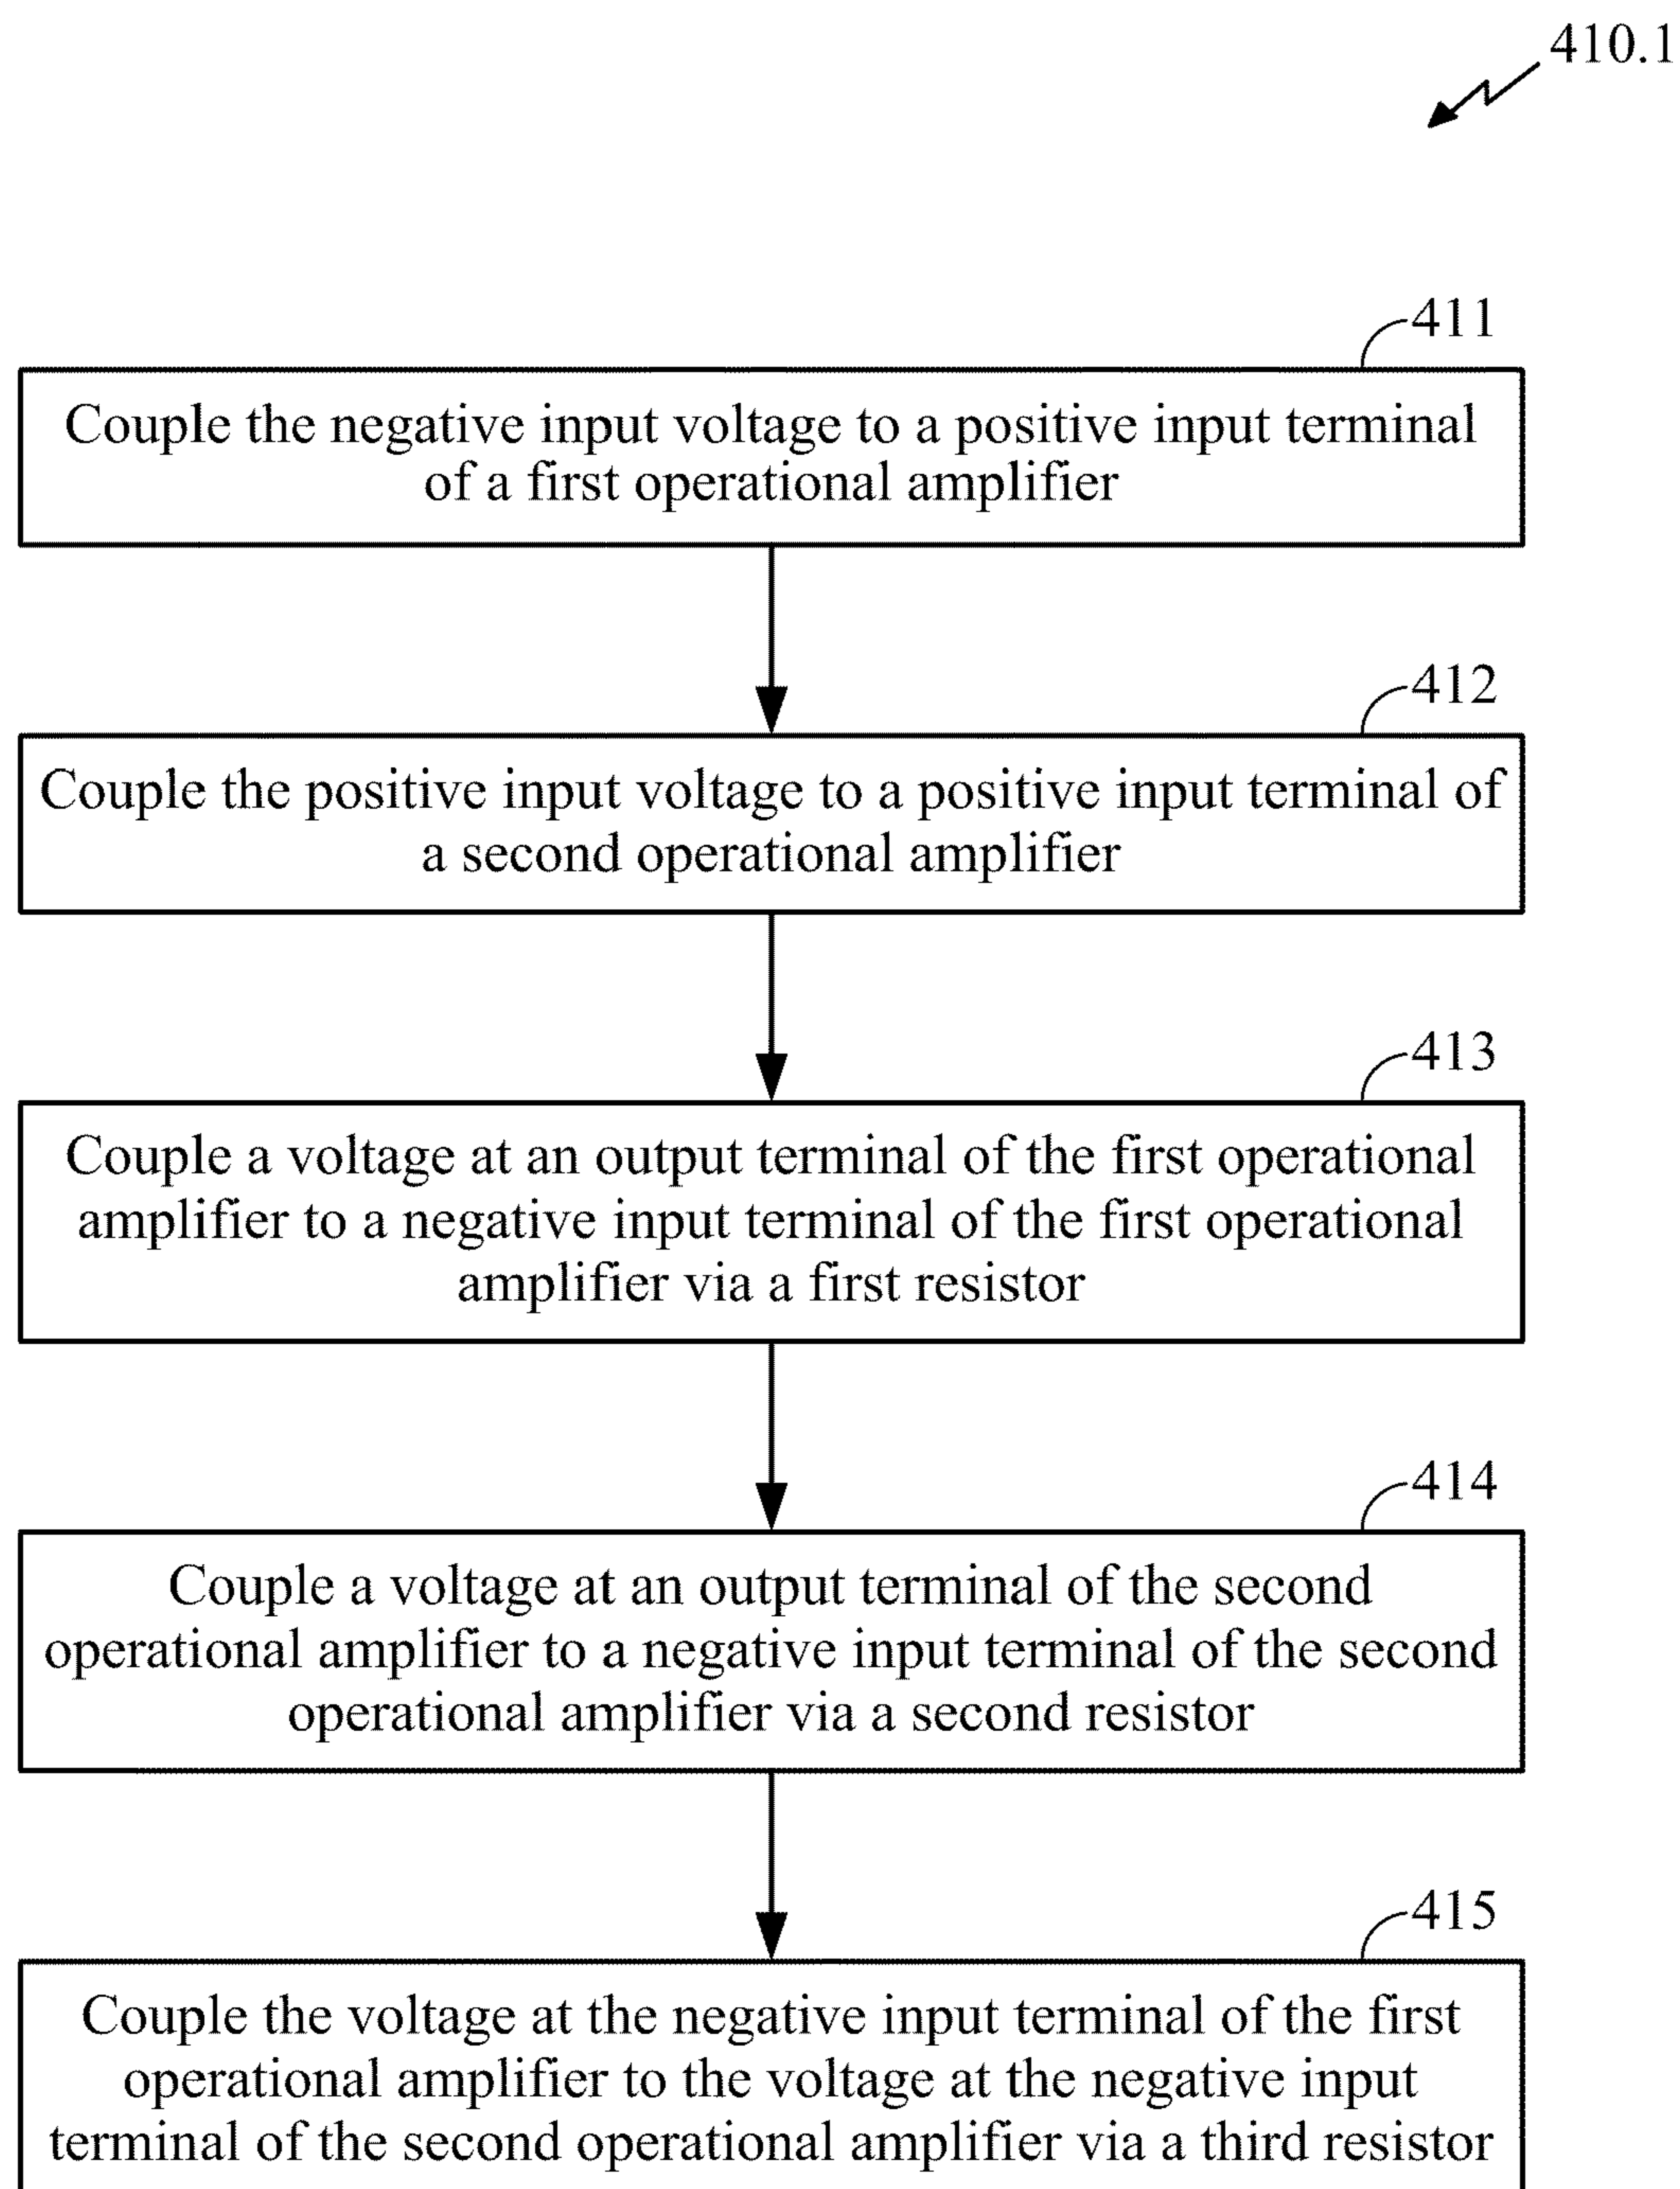 410.1
411
Couple the negative input voltage to a positive input terminal
of a first operational amplifier
412
Couple the positive input voltage to a positive input terminal of
a second operational amplifier
413
Couple a voltage at an output terminal of the first operational
amplifier to a negative input terminal of the first operational
amplifier via a first resistor
414
Couple a voltage at an output terminal of the second
operational amplifier to a negative input terminal of the second
operational amplifier via a second resistor
415
Couple the voltage at the negative input terminal of the first
operational amplifier to the voltage at the negative input
terminal of the second operational amplifier via a third resistor